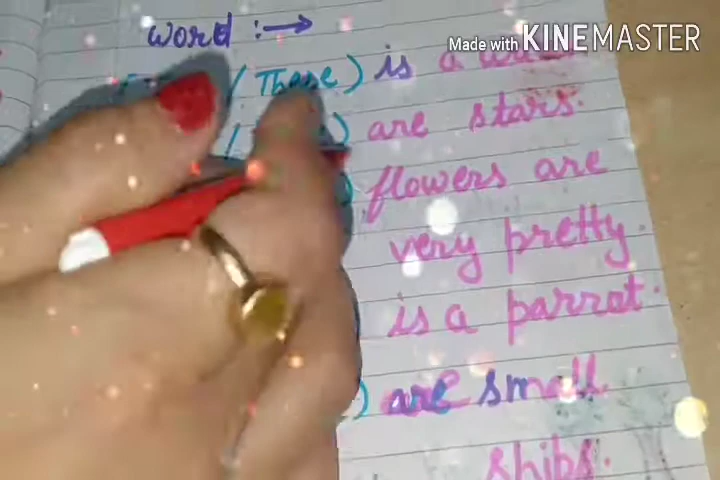 Made with KINEMASTER
word :→
( These ) is a
) are stars.
flowers are
very pretty.
is a parrot.
) are small
ships.